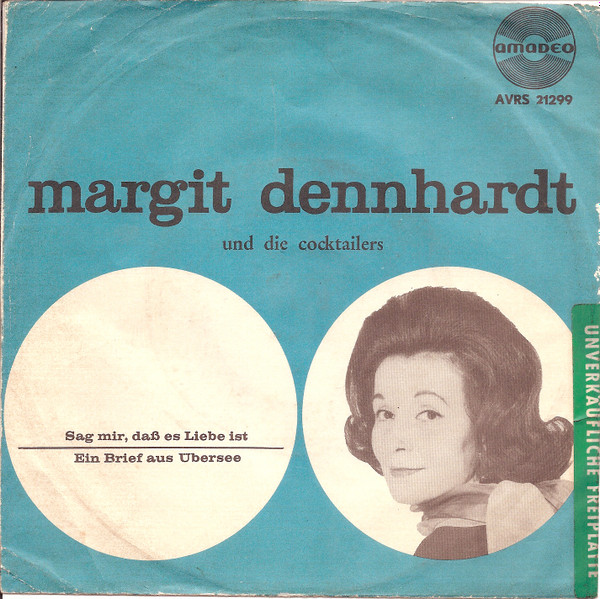 amadeo
AVRS 21299
margit dennhardt
und die cocktailers
Sag mir, daß es Liebe ist
Ein Brief aus Übersee
UNVERKÄUFLICHE FREIPLATTE